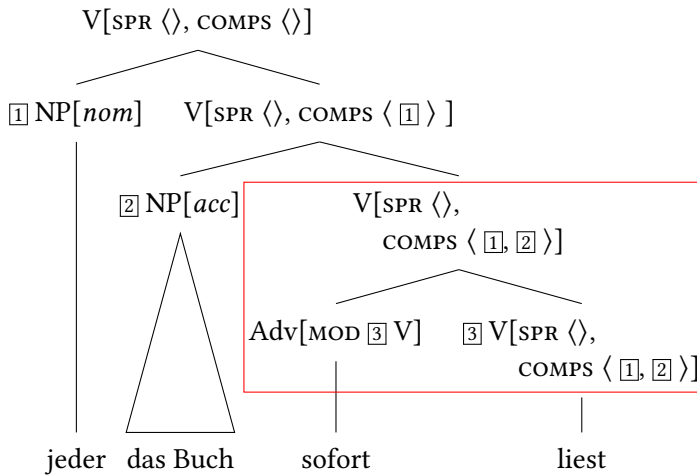 V[SPR ⟨⟩, COMPS ⟨⟩]
1 NP[nom] V[SPR ⟨⟩, COMPS ⟨ 1 ⟩ ]
2 NP[acc] V[SPR ⟨⟩,
COMPS ⟨ 1, 2 ⟩]
Adv[MOD 3 V] 3 V[SPR ⟨⟩,
COMPS ⟨ 1, 2 ⟩]
jeder das Buch sofort liest